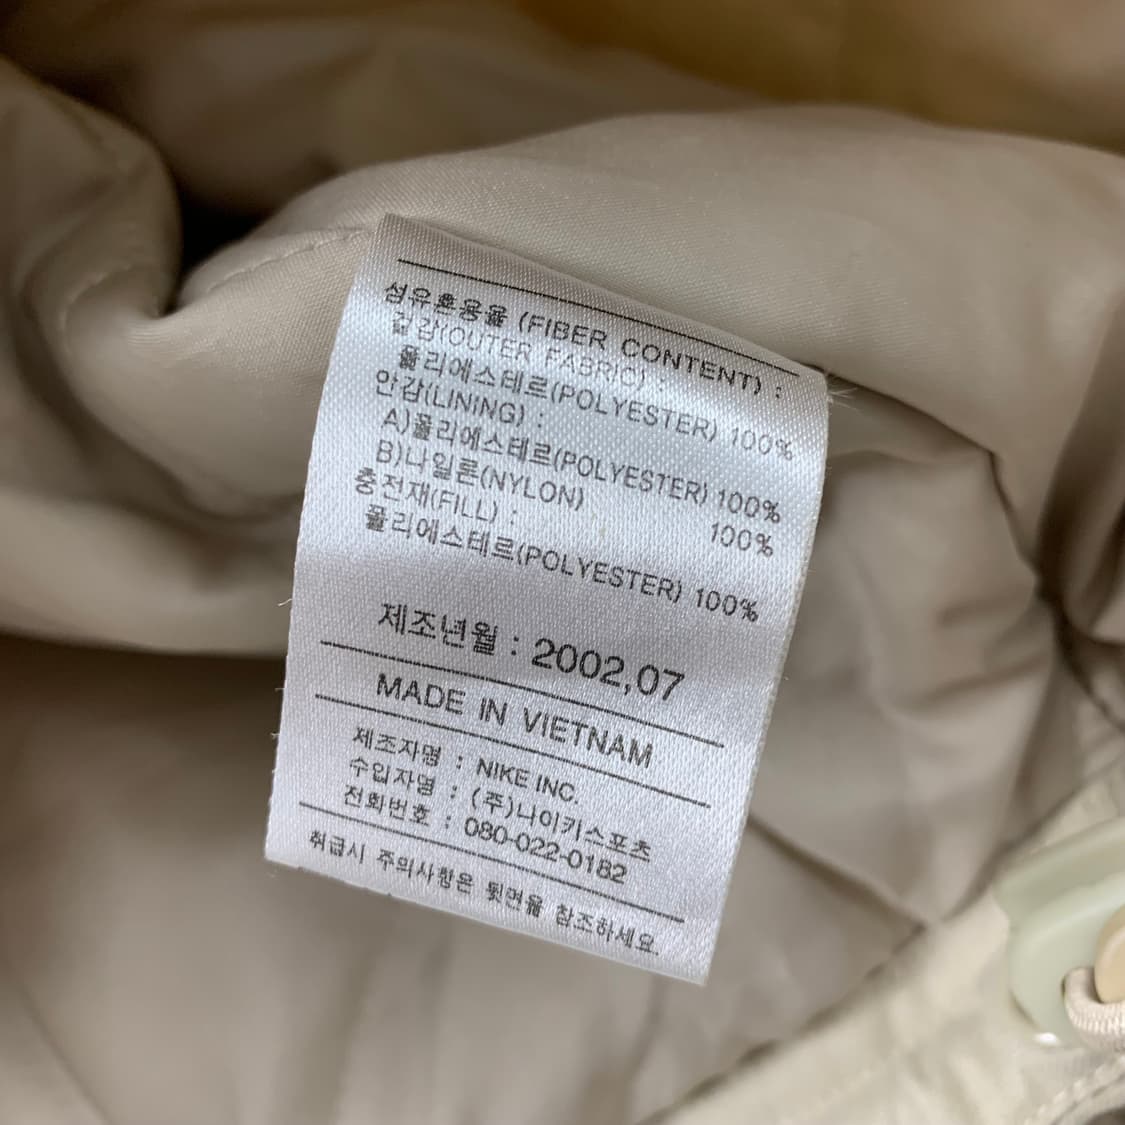 섬유혼용율 (FIBER CONTENT) :
겉감(OUTER FABRIC) :
폴리에스테르(POLYESTER) 100%
안감(LINING) :
A)폴리에스테르(POLYESTER) 100%
B)나일론(NYLON) 100%
충전재(FILL) :
폴리에스테르(POLYESTER) 100%
제조년월 : 2002,07
MADE IN VIETNAM
제조자명 : NIKE INC.
수입자명 : (주)나이키스포츠
전화번호 : 080-022-0182
취급시 주의사항은 뒷면을 참조하세요.